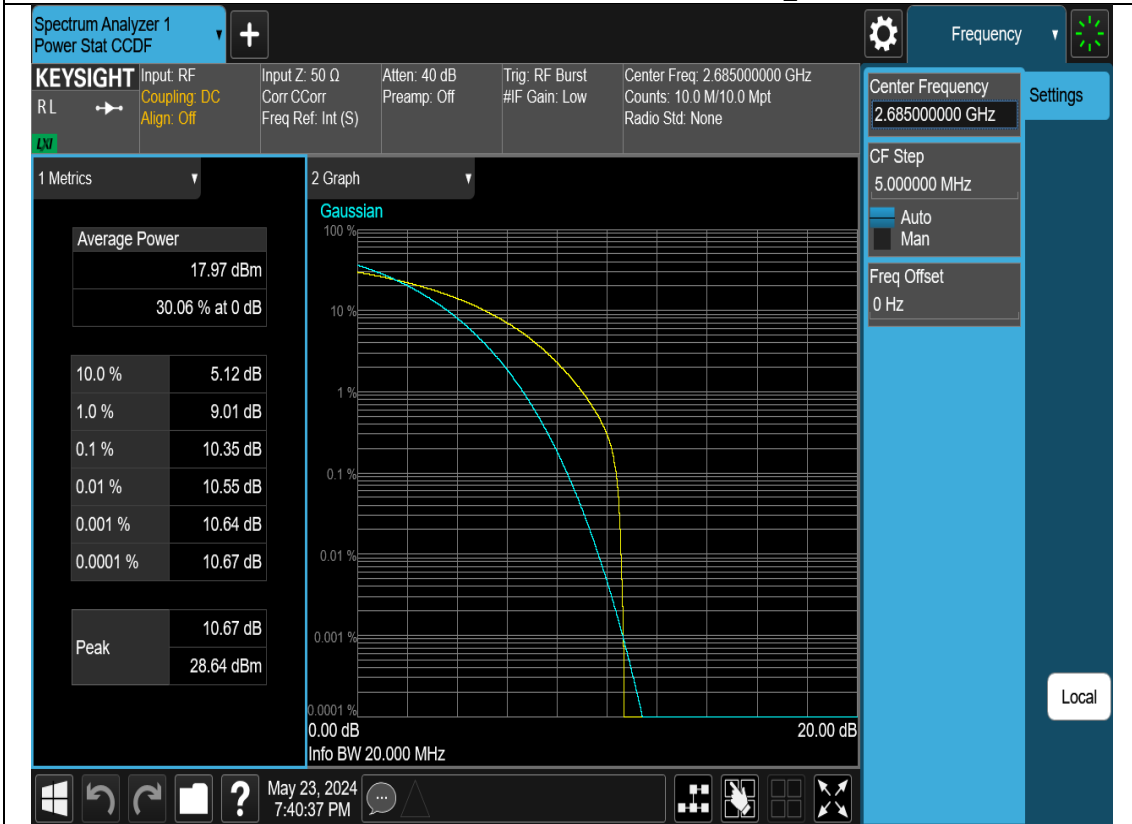 Spectrum Analyzer 1
Power Stat CCDF
+
Frequency
KEYSIGHT
RL
LXI
Input: RF
Coupling: DC
Align: Off
Input Z: 50 Ω
Corr CCorr
Freq Ref: Int (S)
Atten: 40 dB
Preamp: Off
Trig: RF Burst
#IF Gain: Low
Center Freq: 2.685000000 GHz
Counts: 10.0 M/10.0 Mpt
Radio Std: None
Center Frequency
2.685000000 GHz
Settings
CF Step
5.000000 MHz
Auto
Man
Freq Offset
0 Hz
Local
1 Metrics
Average Power
17.97 dBm
30.06 % at 0 dB
10.0 % 5.12 dB
1.0 % 9.01 dB
0.1 % 10.35 dB
0.01 % 10.55 dB
0.001 % 10.64 dB
0.0001 % 10.67 dB
Peak
10.67 dB
28.64 dBm
2 Graph
Gaussian
100 %
10 %
1 %
0.1 %
0.01 %
0.001 %
0.0001 %
0.00 dB 20.00 dB
Info BW 20.000 MHz
?
May 23, 2024
7:40:37 PM